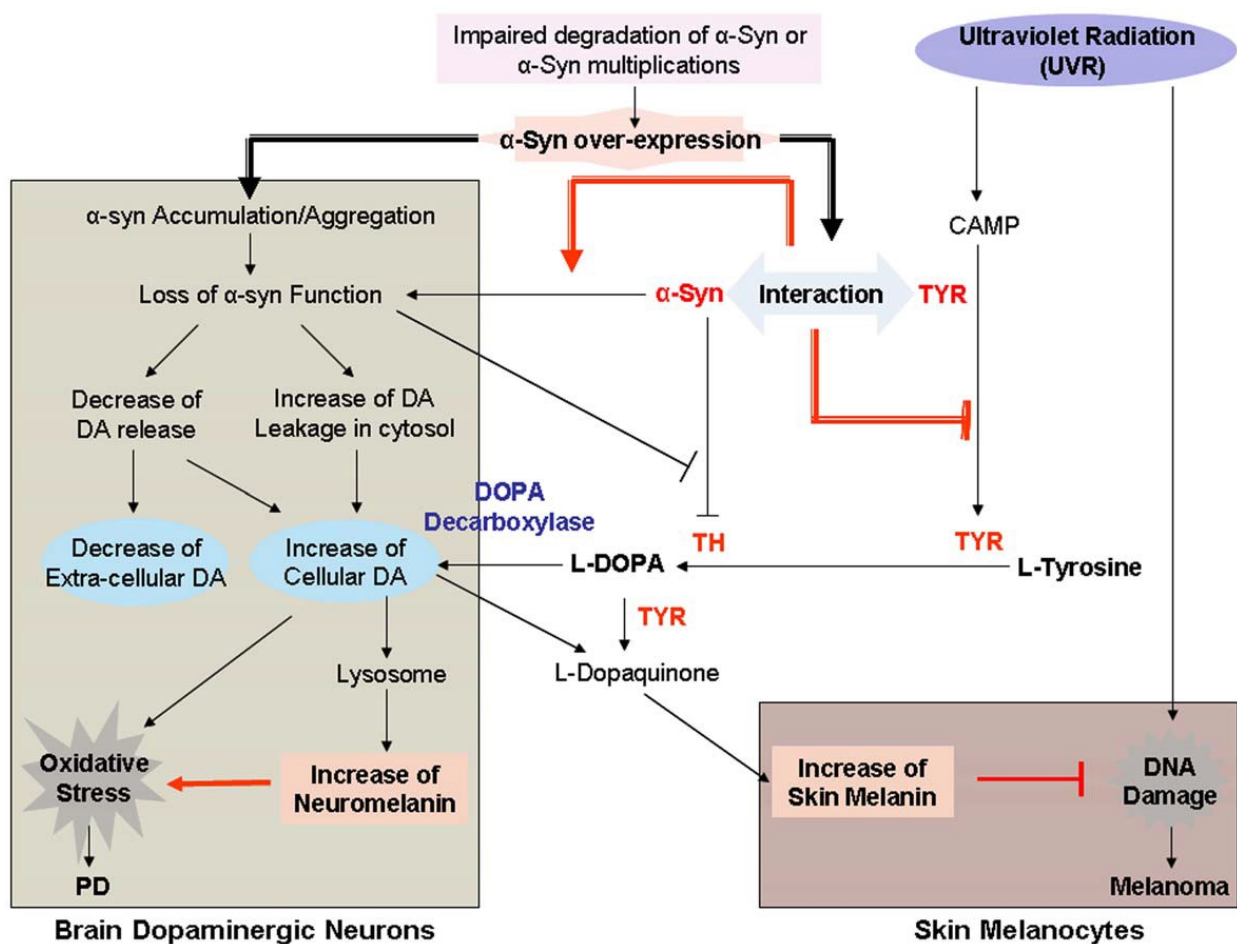 Impaired degradation of α-Syn or
α-Syn multiplications
Ultraviolet Radiation
(UVR)
α-Syn over-expression
α-syn Accumulation/Aggregation
CAMP
Loss of α-syn Function
α-Syn
Interaction
TYR
Decrease of
DA release
Increase of DA
Leakage in cytosol
DOPA
Decarboxylase
Decrease of
Extra-cellular DA
Increase of
Cellular DA
TH
TYR
L-DOPA
L-Tyrosine
TYR
Lysosome
L-Dopaquinone
Oxidative
Stress
Increase of
Neuromelanin
Increase of
Skin Melanin
DNA
Damage
PD
Melanoma
Brain Dopaminergic Neurons
Skin Melanocytes